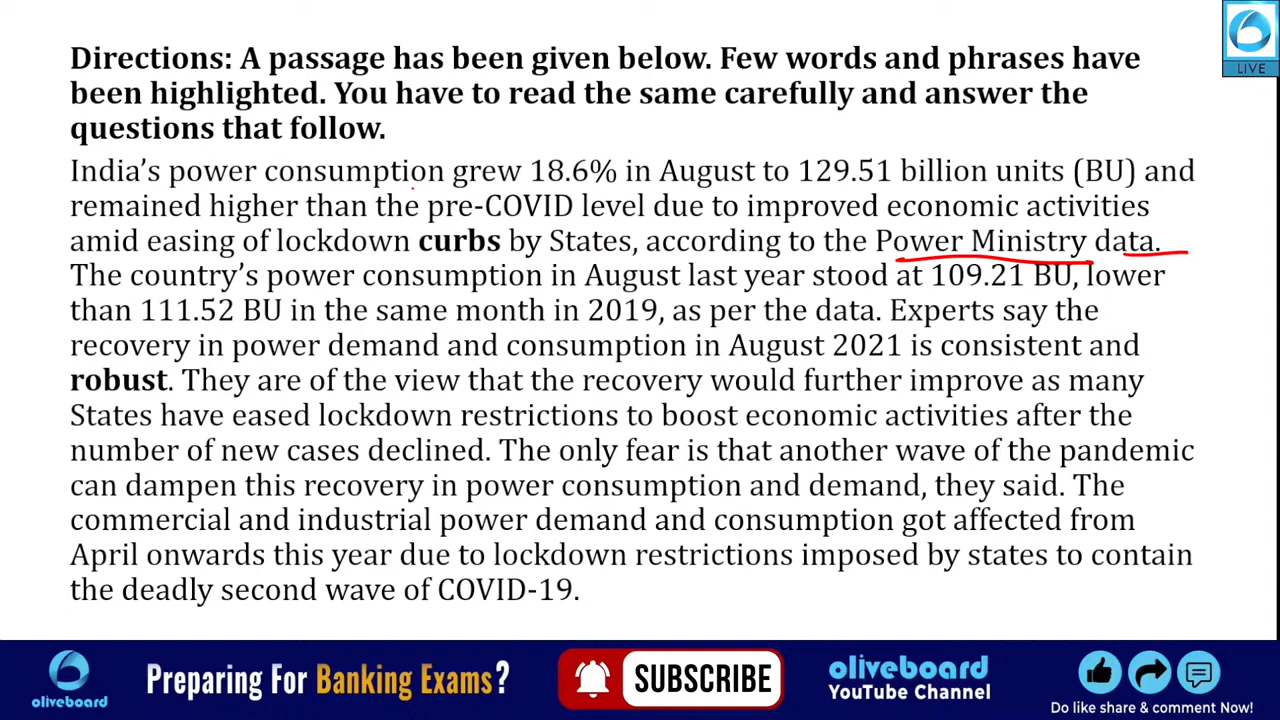 LIVE
Directions: A passage has been given below. Few words and phrases have
been highlighted. You have to read the same carefully and answer the
questions that follow.
India’s power consumption grew 18.6% in August to 129.51 billion units (BU) and
remained higher than the pre-COVID level due to improved economic activities
amid easing of lockdown curbs by States, according to the Power Ministry data.
The country’s power consumption in August last year stood at 109.21 BU, lower
than 111.52 BU in the same month in 2019, as per the data. Experts say the
recovery in power demand and consumption in August 2021 is consistent and
robust. They are of the view that the recovery would further improve as many
States have eased lockdown restrictions to boost economic activities after the
number of new cases declined. The only fear is that another wave of the pandemic
can dampen this recovery in power consumption and demand, they said. The
commercial and industrial power demand and consumption got affected from
April onwards this year due to lockdown restrictions imposed by states to contain
the deadly second wave of COVID-19.
oliveboard
Preparing For Banking Exams?
SUBSCRIBE
oliveboard
YouTube Channel
Do like share & comment Now!